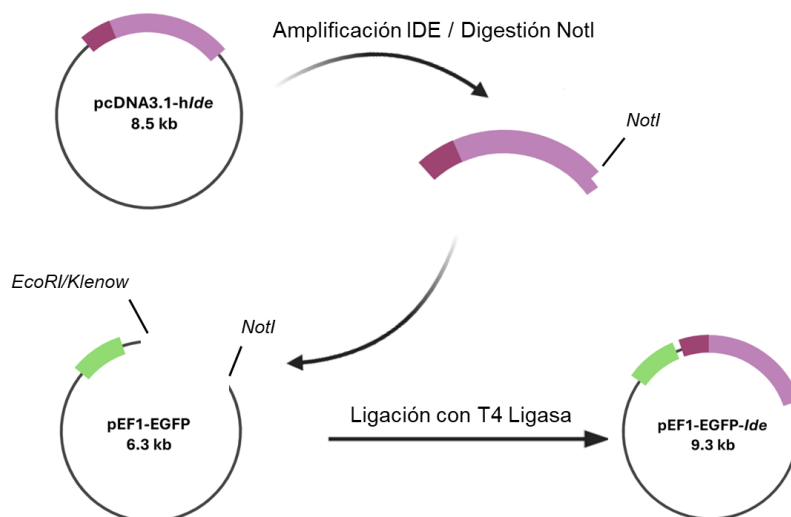 Amplificación IDE / Digestión NotI
pcDNA3.1-hIde
8.5 kb
NotI
EcoRI/Klenow
NotI
pEF1-EGFP
6.3 kb
Ligación con T4 Ligasa
pEF1-EGFP-Ide
9.3 kb